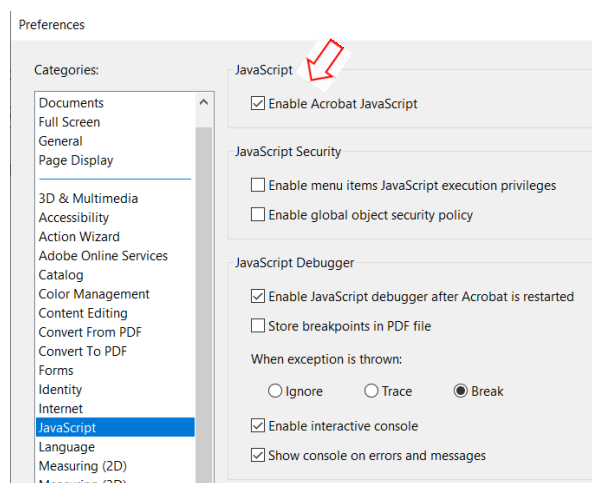 Preferences
Categories:
Documents
Full Screen
General
Page Display
3D & Multimedia
Accessibility
Action Wizard
Adobe Online Services
Catalog
Color Management
Content Editing
Convert From PDF
Convert To PDF
Forms
Identity
Internet
JavaScript
Language
Measuring (2D)
Measuring (3D)
JavaScript
Enable Acrobat JavaScript
JavaScript Security
Enable menu items JavaScript execution privileges
Enable global object security policy
JavaScript Debugger
Enable JavaScript debugger after Acrobat is restarted
Store breakpoints in PDF file
When exception is thrown:
Ignore Trace Break
Enable interactive console
Show console on errors and messages